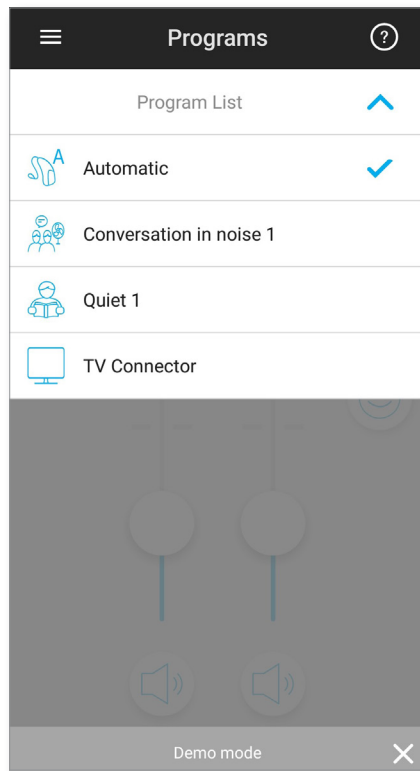 Programs
?
Program List
A
Automatic
Conversation in noise 1
Quiet 1
TV Connector
Demo mode